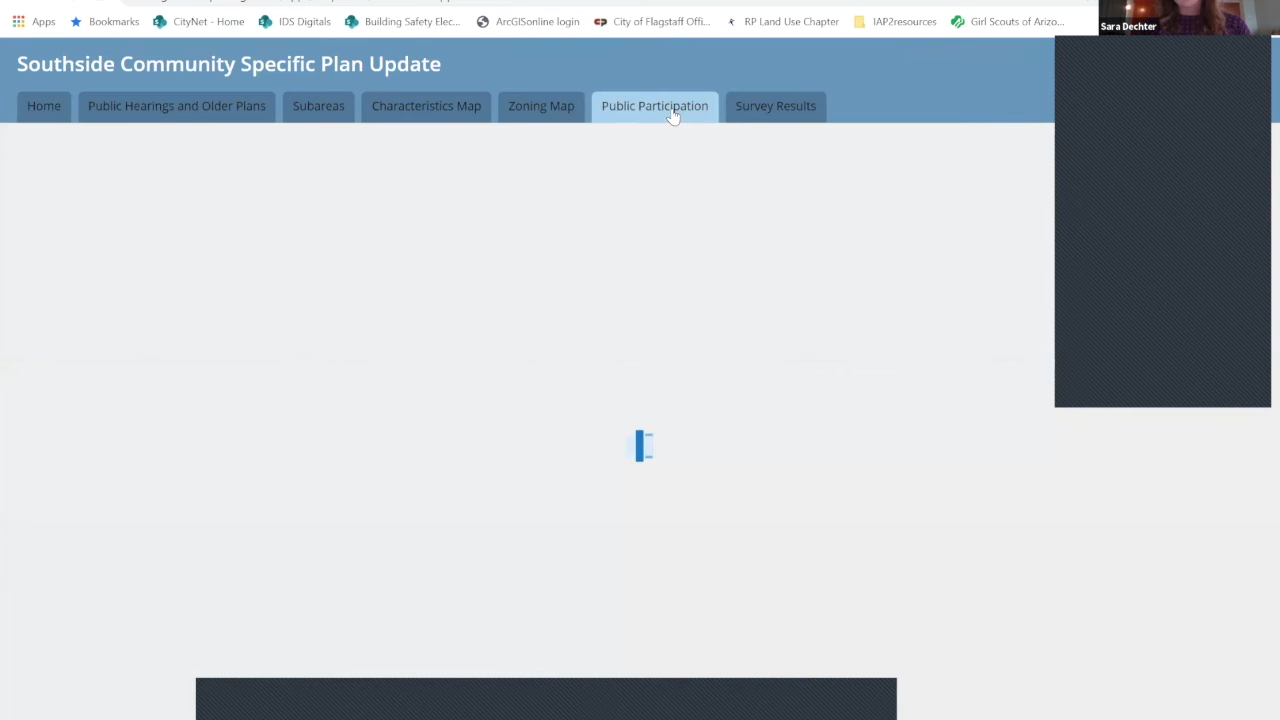 Apps
Bookmarks
CityNet - Home
IDS Digitals
Building Safety Elec...
ArcGISonline login
City of Flagstaff Offi...
RP Land Use Chapter
IAP2resources
Girl Scouts of Arizo...
Sara Dechter
Southside Community Specific Plan Update
Home
Public Hearings and Older Plans
Subareas
Characteristics Map
Zoning Map
Public Participation
Survey Results